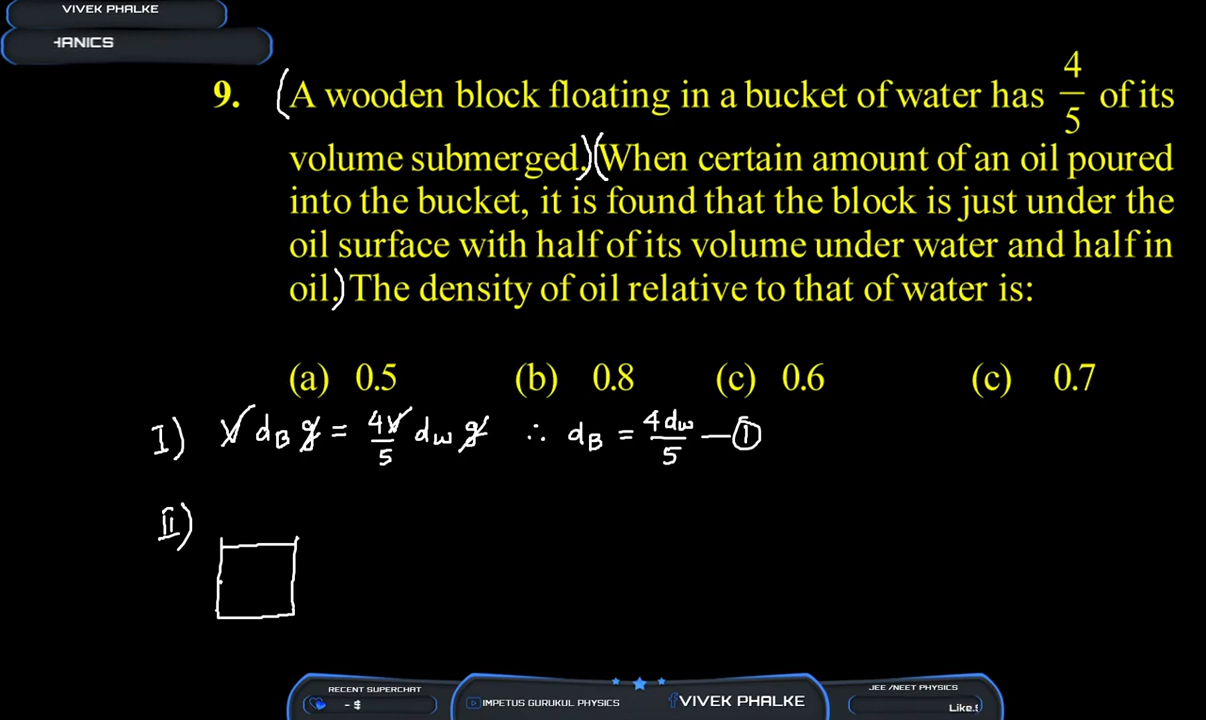 VIVEK PHALKE
HANICS
9. (A wooden block floating in a bucket of water has 4/5 of its
volume submerged.)(When certain amount of an oil poured
into the bucket, it is found that the block is just under the
oil surface with half of its volume under water and half in
oil.) The density of oil relative to that of water is:
(a) 0.5 (b) 0.8 (c) 0.6 (c) 0.7
I) V d_B g = 4V/5 d_w g ∴ d_B = 4d_w/5 — ①
II)
RECENT SUPERCHAT
- $
IMPETUS GURUKUL PHYSICS
VIVEK PHALKE
JEE /NEET PHYSICS
Like.